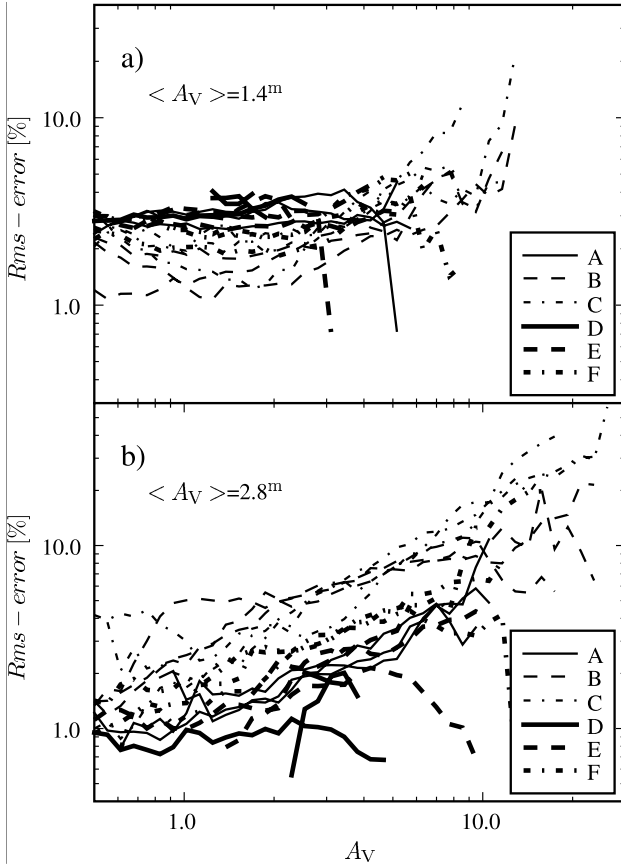 a)
< A_V >=1.4^m
10.0
1.0
Rms − error [%]
A
B
C
D
E
F
b)
< A_V >=2.8^m
10.0
1.0
Rms − error [%]
A
B
C
D
E
F
1.0
10.0
A_V